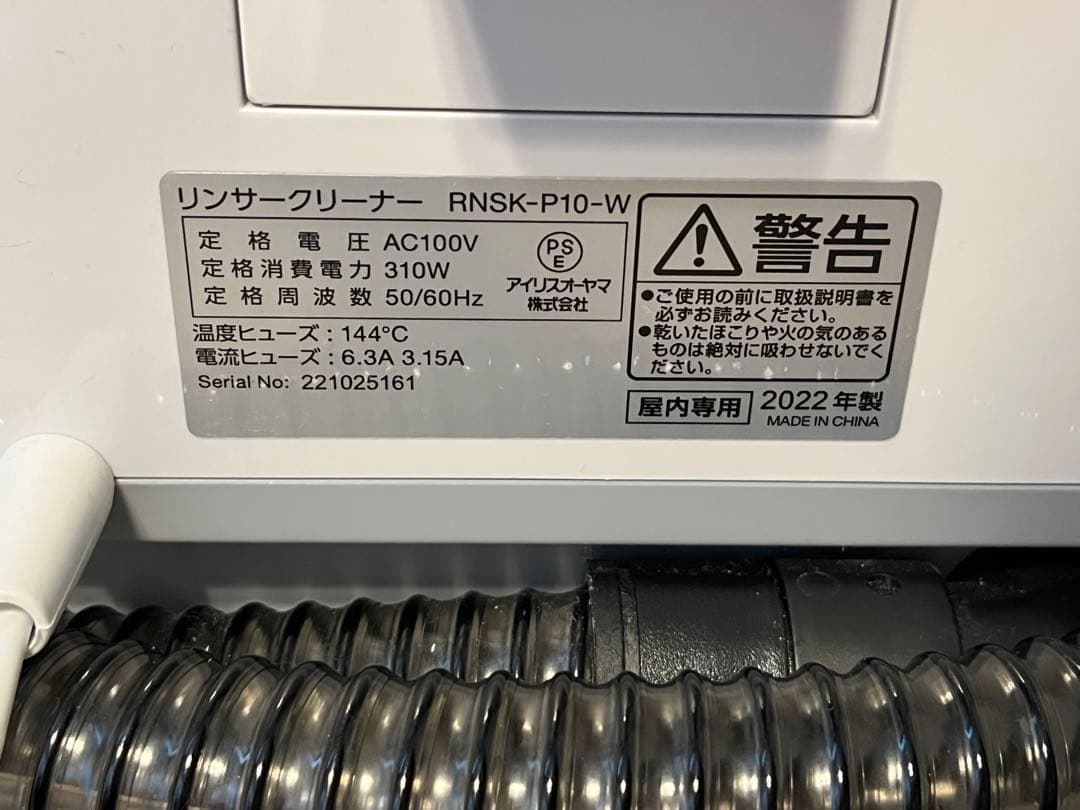 リンサークリーナー RNSK-P10-W
定格電圧 AC100V
定格消費電力 310W
定格周波数 50/60Hz
PS
E
アイリスオーヤマ
株式会社
温度ヒューズ：144℃
電流ヒューズ：6.3A 3.15A
Serial No: 221025161
警告
●ご使用の前に取扱説明書を
必ずお読みください。
●乾いたほこりや火の気のある
ものは絶対に吸わせないでく
ださい。
屋内専用 2022年製
MADE IN CHINA